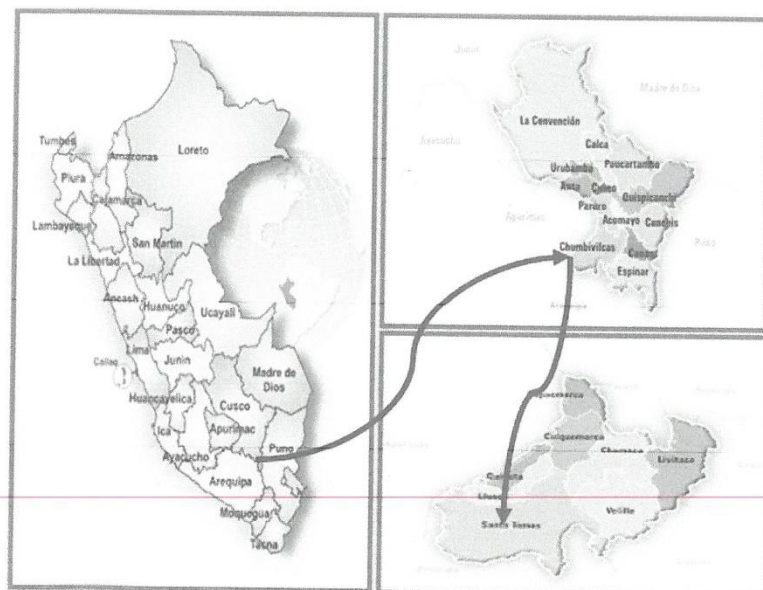 Tumbes
Loreto
Amazonas
Piura
Cajamarca
Lambayeque
San Martin
La Libertad
Ancash
Huanuco
Ucayali
Pasco
Lima
Junin
Callao
Madre de
Dios
Huancavelica
Cusco
Ica
Apurimac
Puno
Ayacucho
Arequipa
Moquegua
Tacna
Junin
Madre de Dios
La Convención
Ayacucho
Calca
Paucartambo
Urubamba
Anta
Cusco
Quispicanchi
Paruro
Apurimac
Acomayo
Canchis
Puno
Chumbivilcas
Canas
Espinar
Arequipa
Colquemarca
Chamaca
Livitaca
Velille
Santo Tomas